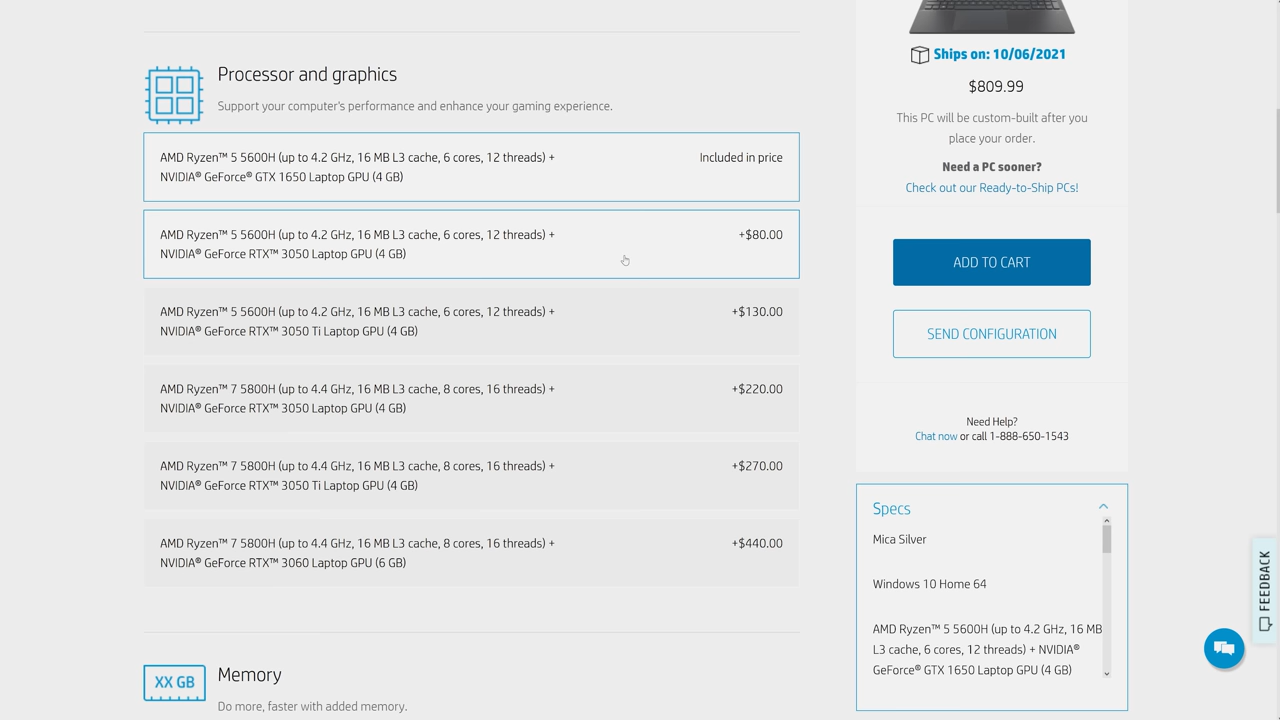 Processor and graphics
Support your computer's performance and enhance your gaming experience.
AMD Ryzen™ 5 5600H (up to 4.2 GHz, 16 MB L3 cache, 6 cores, 12 threads) +
NVIDIA® GeForce® GTX 1650 Laptop GPU (4 GB)
Included in price
AMD Ryzen™ 5 5600H (up to 4.2 GHz, 16 MB L3 cache, 6 cores, 12 threads) +
NVIDIA® GeForce RTX™ 3050 Laptop GPU (4 GB)
+$80.00
AMD Ryzen™ 5 5600H (up to 4.2 GHz, 16 MB L3 cache, 6 cores, 12 threads) +
NVIDIA® GeForce RTX™ 3050 Ti Laptop GPU (4 GB)
+$130.00
AMD Ryzen™ 7 5800H (up to 4.4 GHz, 16 MB L3 cache, 8 cores, 16 threads) +
NVIDIA® GeForce RTX™ 3050 Laptop GPU (4 GB)
+$220.00
AMD Ryzen™ 7 5800H (up to 4.4 GHz, 16 MB L3 cache, 8 cores, 16 threads) +
NVIDIA® GeForce RTX™ 3050 Ti Laptop GPU (4 GB)
+$270.00
AMD Ryzen™ 7 5800H (up to 4.4 GHz, 16 MB L3 cache, 8 cores, 16 threads) +
NVIDIA® GeForce RTX™ 3060 Laptop GPU (6 GB)
+$440.00
XX GB
Memory
Do more, faster with added memory.
Ships on: 10/06/2021
$809.99
This PC will be custom-built after you
place your order.
Need a PC sooner?
Check out our Ready-to-Ship PCs!
ADD TO CART
SEND CONFIGURATION
Need Help?
Chat now or call 1-888-650-1543
Specs
Mica Silver
Windows 10 Home 64
AMD Ryzen™ 5 5600H (up to 4.2 GHz, 16 MB
L3 cache, 6 cores, 12 threads) + NVIDIA®
GeForce® GTX 1650 Laptop GPU (4 GB)
FEEDBACK